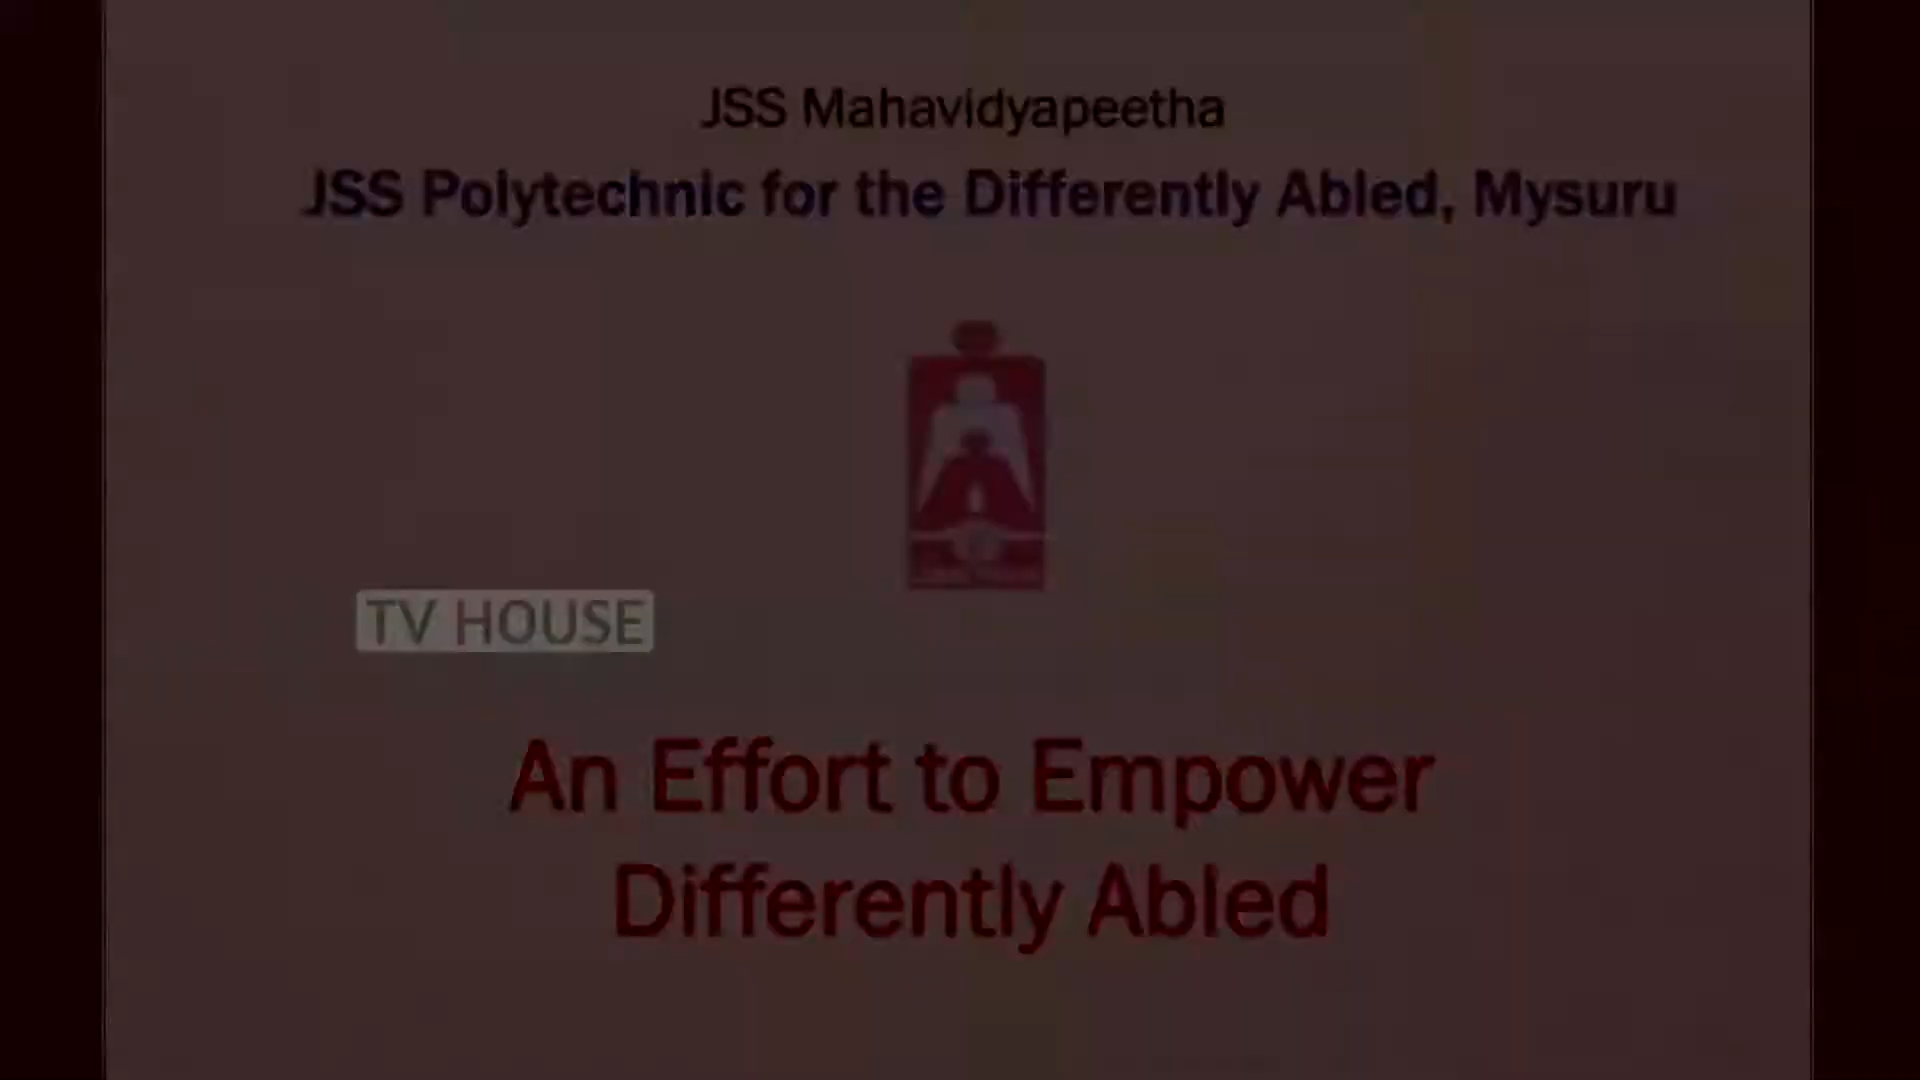 JSS Mahavidyapeetha
JSS Polytechnic for the Differently Abled, Mysuru
TV HOUSE
An Effort to Empower
Differently Abled